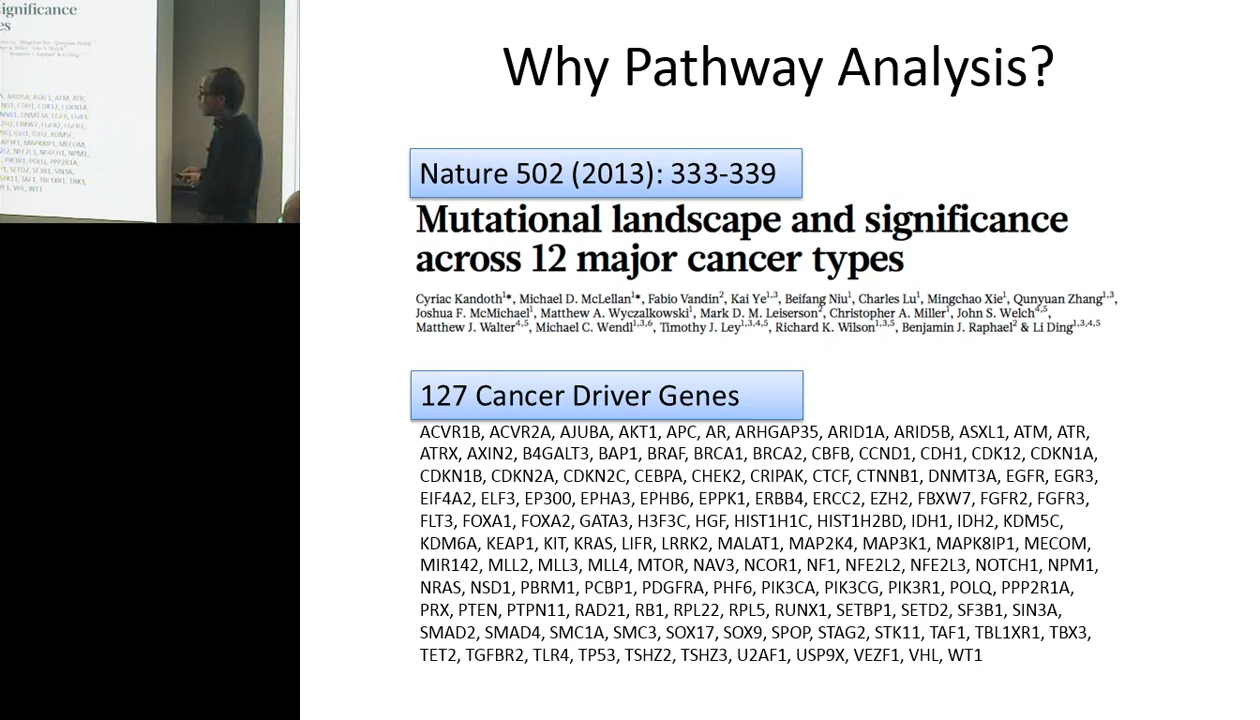 ignificance
es
Why Pathway Analysis?
Nature 502 (2013): 333-339
Mutational landscape and significance
across 12 major cancer types
Cyriac Kandoth¹*, Michael D. McLellan¹*, Fabio Vandin², Kai Ye¹,³, Beifang Niu¹, Charles Lu¹, Mingchao Xie¹, Qunyuan Zhang¹,³,
Joshua F. McMichael¹, Matthew A. Wyczalkowski¹, Mark D. M. Leiserson², Christopher A. Miller¹, John S. Welch⁴,⁵,
Matthew J. Walter⁴,⁵, Michael C. Wendl¹,³,⁶, Timothy J. Ley¹,³,⁴,⁵, Richard K. Wilson¹,³,⁵, Benjamin J. Raphael² & Li Ding¹,³,⁴,⁵
127 Cancer Driver Genes
ACVR1B, ACVR2A, AJUBA, AKT1, APC, AR, ARHGAP35, ARID1A, ARID5B, ASXL1, ATM, ATR,
ATRX, AXIN2, B4GALT3, BAP1, BRAF, BRCA1, BRCA2, CBFB, CCND1, CDH1, CDK12, CDKN1A,
CDKN1B, CDKN2A, CDKN2C, CEBPA, CHEK2, CRIPAK, CTCF, CTNNB1, DNMT3A, EGFR, EGR3,
EIF4A2, ELF3, EP300, EPHA3, EPHB6, EPPK1, ERBB4, ERCC2, EZH2, FBXW7, FGFR2, FGFR3,
FLT3, FOXA1, FOXA2, GATA3, H3F3C, HGF, HIST1H1C, HIST1H2BD, IDH1, IDH2, KDM5C,
KDM6A, KEAP1, KIT, KRAS, LIFR, LRRK2, MALAT1, MAP2K4, MAP3K1, MAPK8IP1, MECOM,
MIR142, MLL2, MLL3, MLL4, MTOR, NAV3, NCOR1, NF1, NFE2L2, NFE2L3, NOTCH1, NPM1,
NRAS, NSD1, PBRM1, PCBP1, PDGFRA, PHF6, PIK3CA, PIK3CG, PIK3R1, POLQ, PPP2R1A,
PRX, PTEN, PTPN11, RAD21, RB1, RPL22, RPL5, RUNX1, SETBP1, SETD2, SF3B1, SIN3A,
SMAD2, SMAD4, SMC1A, SMC3, SOX17, SOX9, SPOP, STAG2, STK11, TAF1, TBL1XR1, TBX3,
TET2, TGFBR2, TLR4, TP53, TSHZ2, TSHZ3, U2AF1, USP9X, VEZF1, VHL, WT1